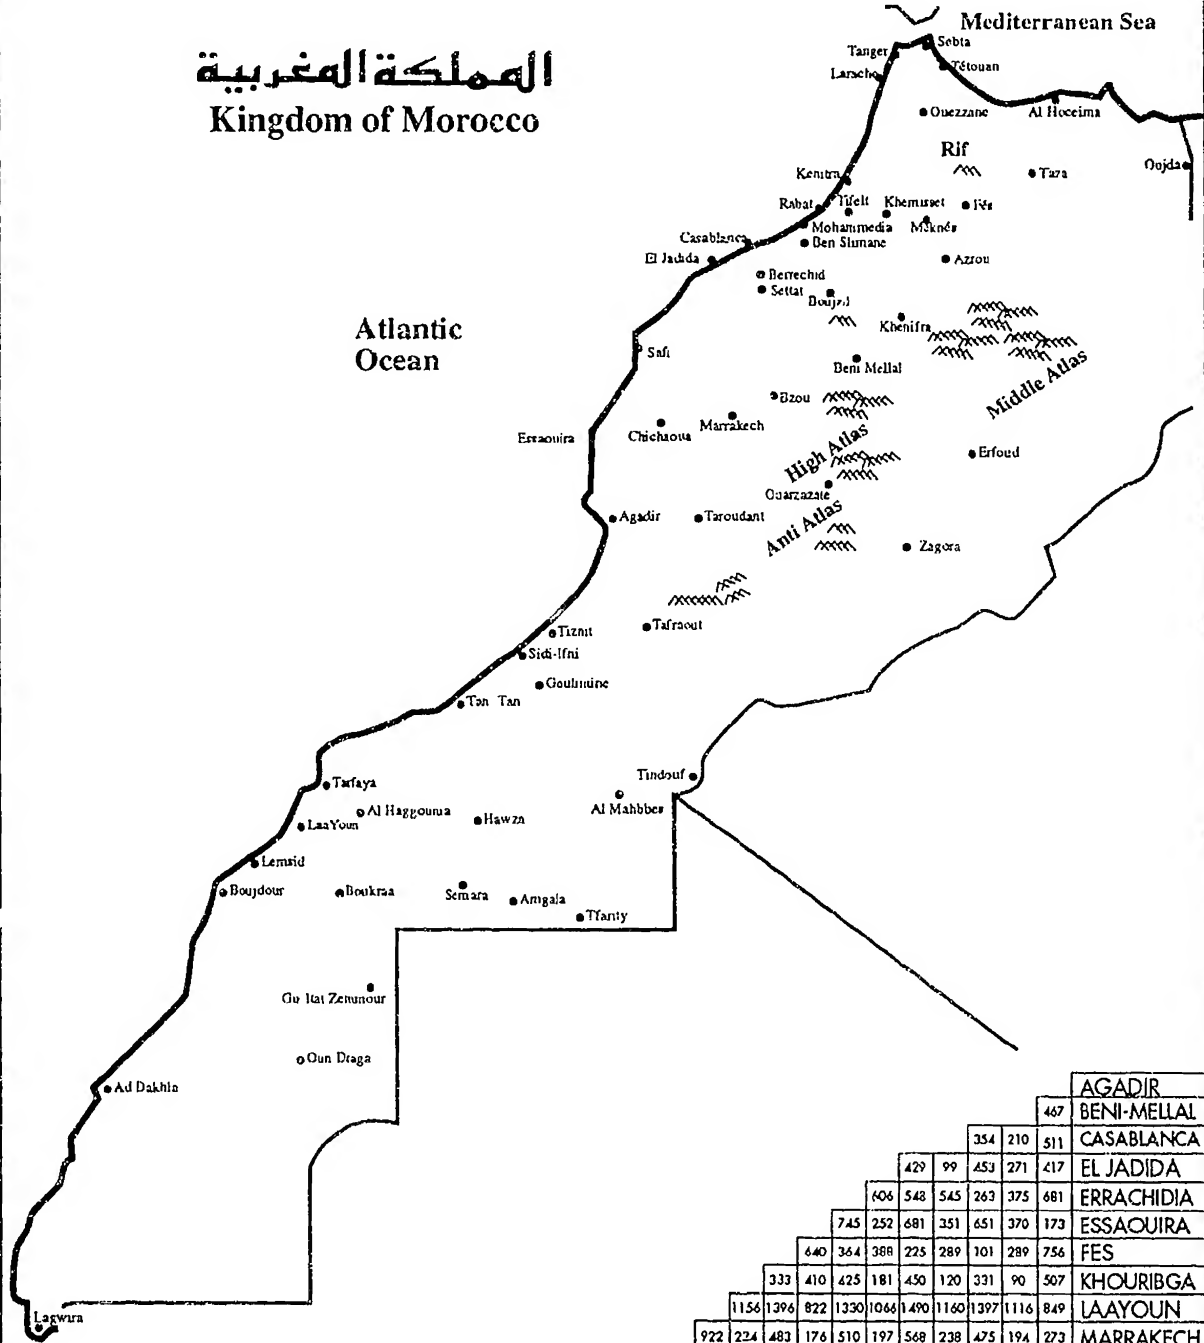 Mediterranean Sea
المملكة المغربية
Kingdom of Morocco
Tanger
Sebta
Larache
Tétouan
Ouezzane
Al Hoceima
Rif
Taza
Oujda
Kenitra
Rabat
Tifelt
Khemisset
Fés
Mohammedia
Méknés
Casablanca
Ben Slimane
El Jadida
Azrou
Berrechid
Settat
Boujad
Khenifra
Atlantic
Ocean
Safi
Beni Mellal
Middle Atlas
Bzou
Essaouira
Chichaoua
Marrakech
High Atlas
Erfoud
Ouarzazate
Agadir
Taroudant
Anti Atlas
Zagora
Tiznit
Tafraout
Sidi-Ifni
Goulmine
Tan Tan
Tarfaya
Tindouf
Al Haggounia
Al Mahbbes
LaaYoun
Hawza
Lemsid
Boujdour
Boukraa
Semara
Amgala
Tfarity
Gueltat Zemmour
Oun Draga
Ad Dakhla
Lagwira
AGADIR
467 BENI-MELLAL
354 210 511 CASABLANCA
429 99 453 271 417 EL JADIDA
606 548 545 263 375 681 ERRACHIDIA
745 252 681 351 651 370 173 ESSAOUIRA
640 364 388 225 289 101 289 756 FES
333 410 425 181 450 120 331 90 507 KHOURIBGA
1156 1396 822 1330 1066 1490 1160 1397 1116 849 LAAYOUN
922 224 483 176 510 197 568 238 475 194 273 MARRAKECH